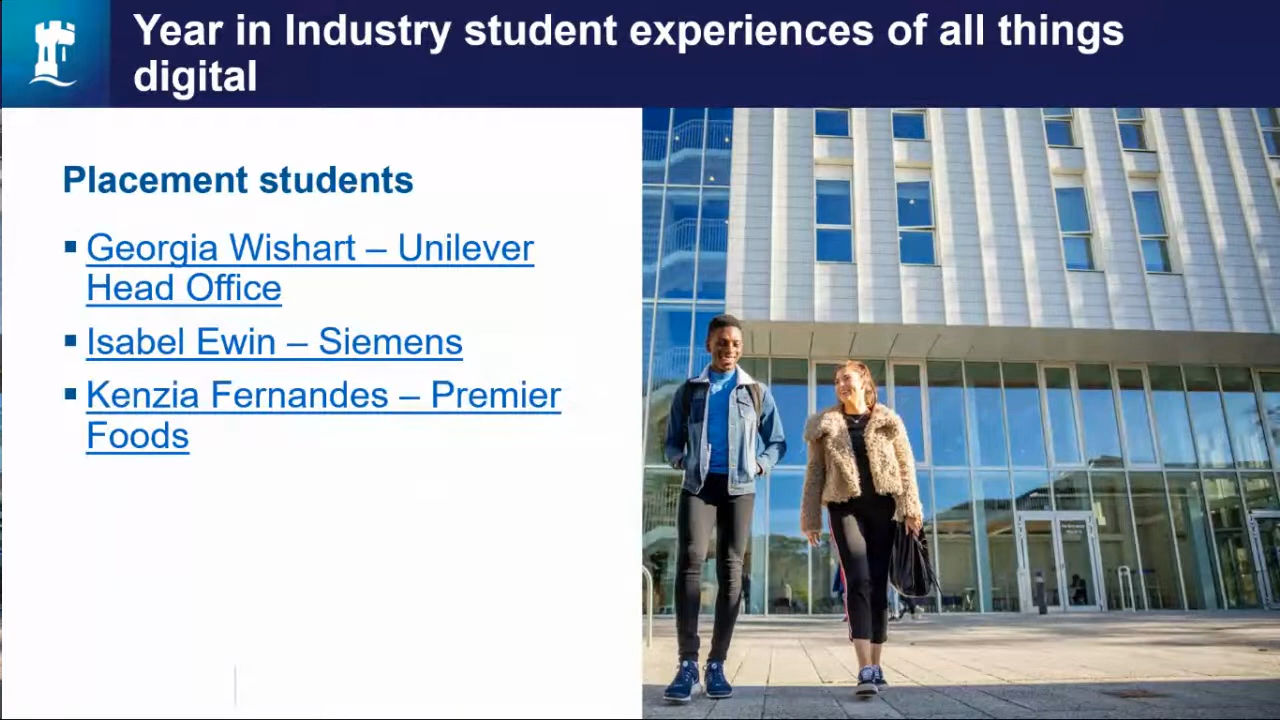 Year in Industry student experiences of all things
digital
Placement students
▪ Georgia Wishart – Unilever
Head Office
▪ Isabel Ewin – Siemens
▪ Kenzia Fernandes – Premier
Foods